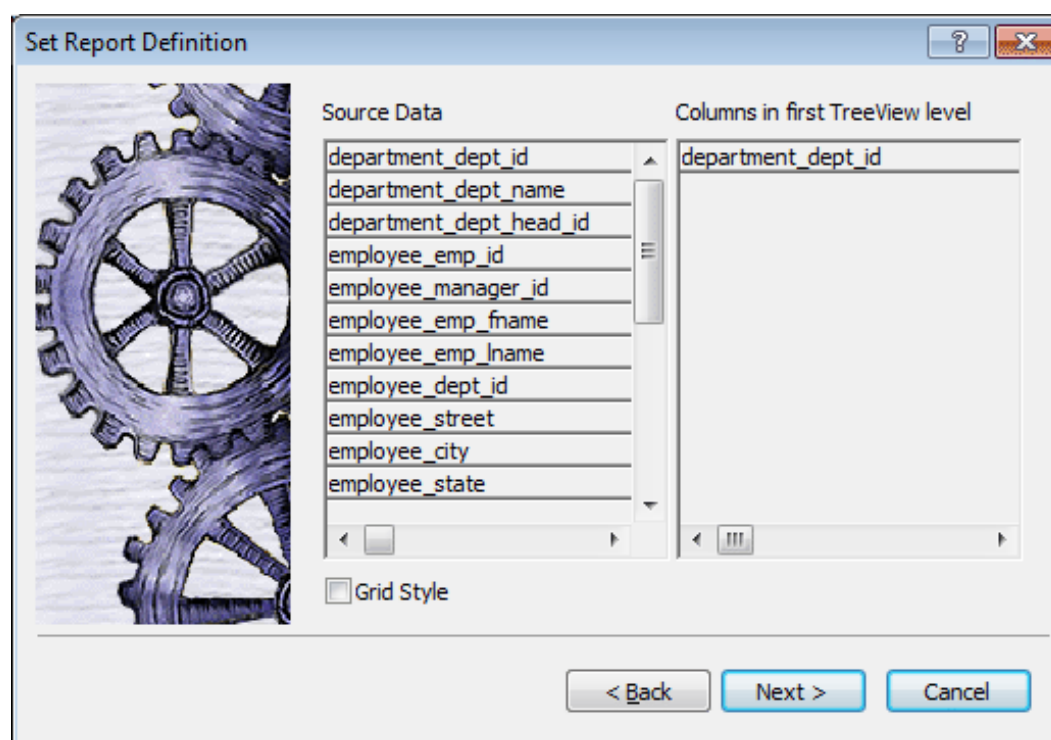 Set Report Definition
Source Data
department_dept_id
department_dept_name
department_dept_head_id
employee_emp_id
employee_manager_id
employee_emp_fname
employee_emp_lname
employee_dept_id
employee_street
employee_city
employee_state
Columns in first TreeView level
department_dept_id
Grid Style
< Back
Next >
Cancel